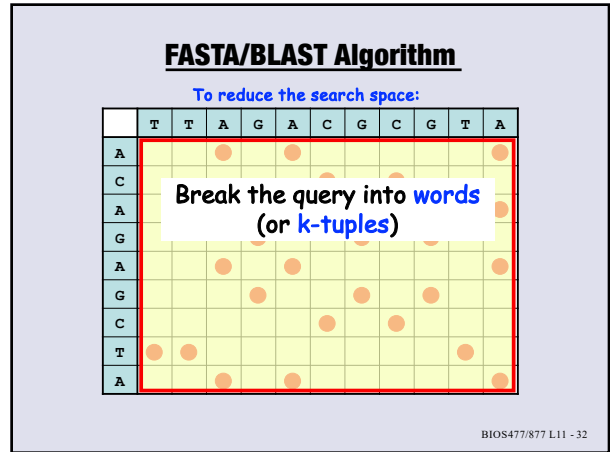 FASTA/BLAST Algorithm
To reduce the search space:
T T A G A C G C G T A
A
C
Break the query into words
A
(or k-tuples)
G
A
G
C
T
A
BIOS477/877 L11 - 32